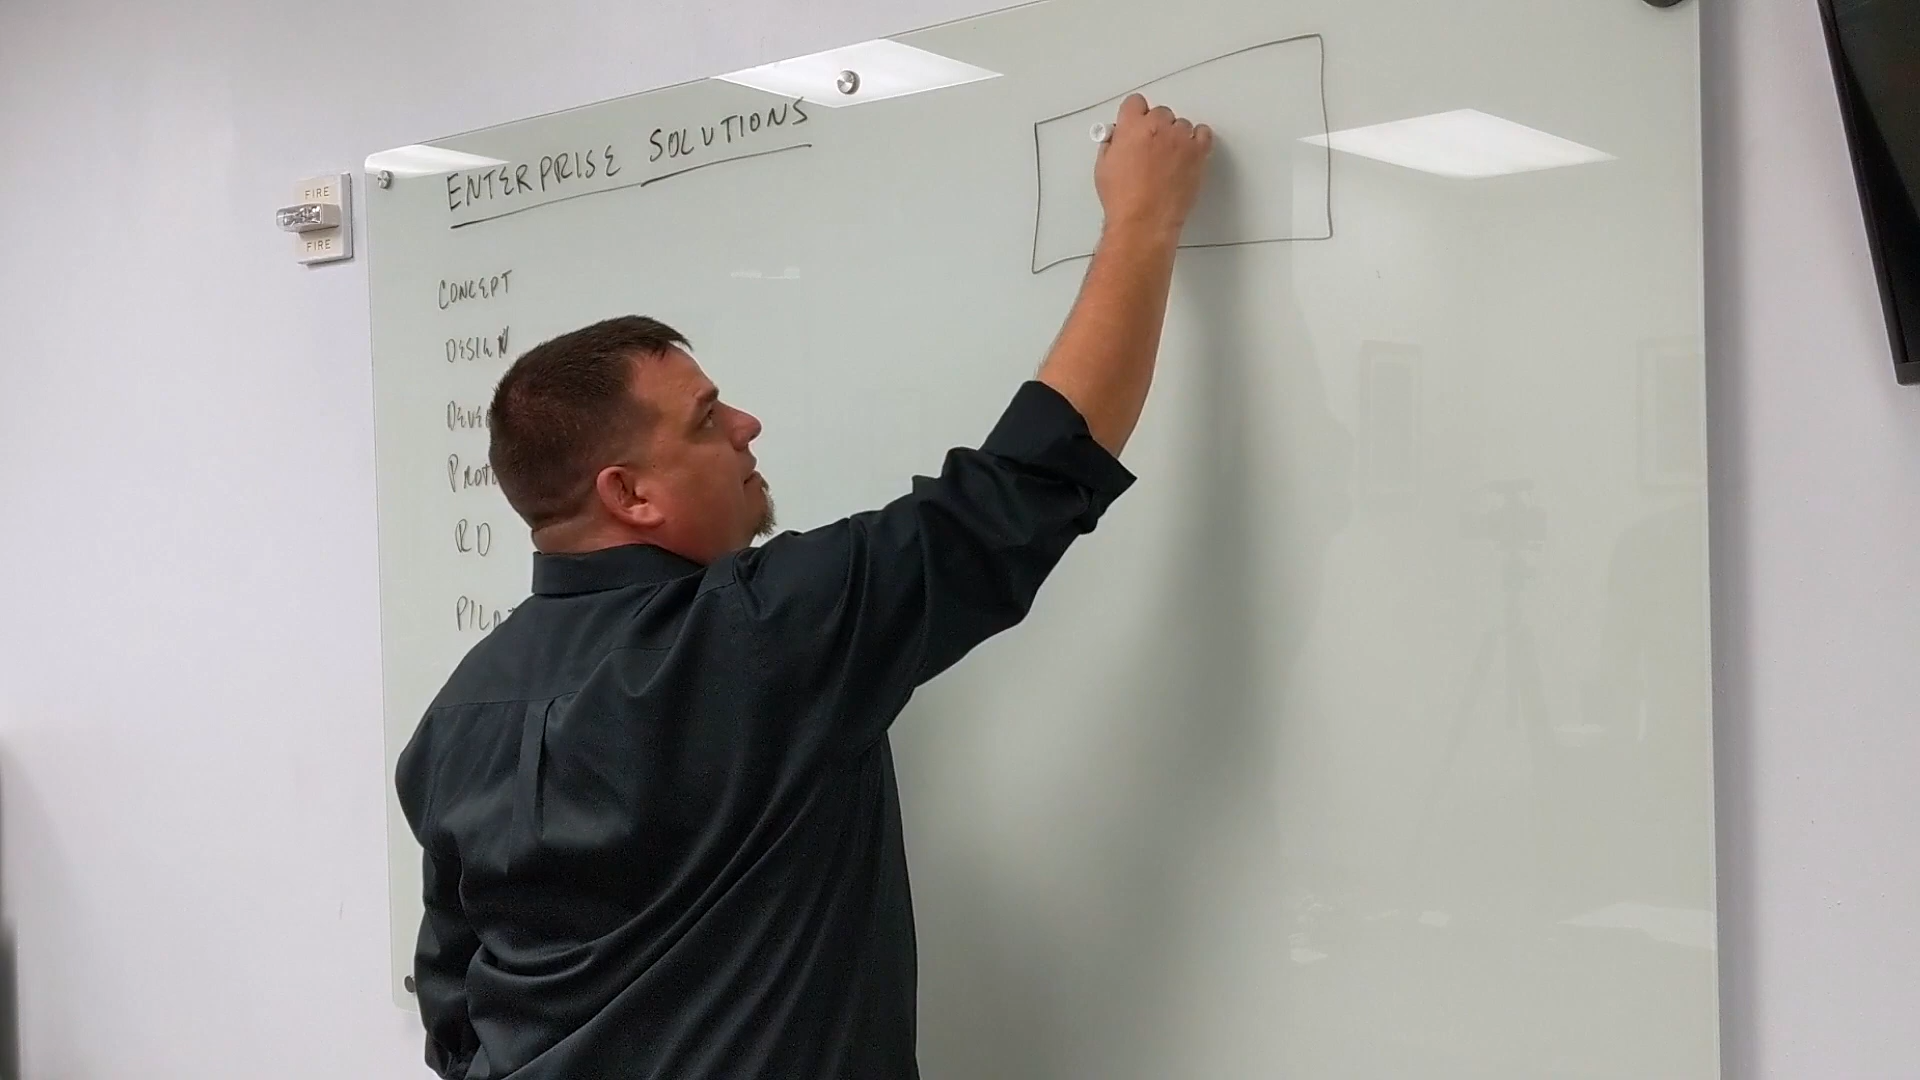 ENTERPRISE SOLUTIONS
FIRE
FIRE
CONCEPT
DESIGN
RD